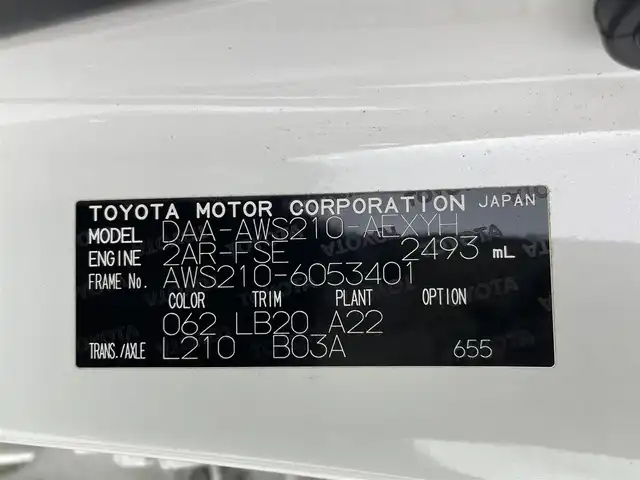 TOYOTA MOTOR CORPORATION JAPAN
MODEL DAA-AWS210-AEXYH
ENGINE 2AR-FSE 2493 mL
FRAME No. AWS210-6053401
COLOR TRIM PLANT OPTION
062 LB20 A22
TRANS./AXLE L210 B03A 655